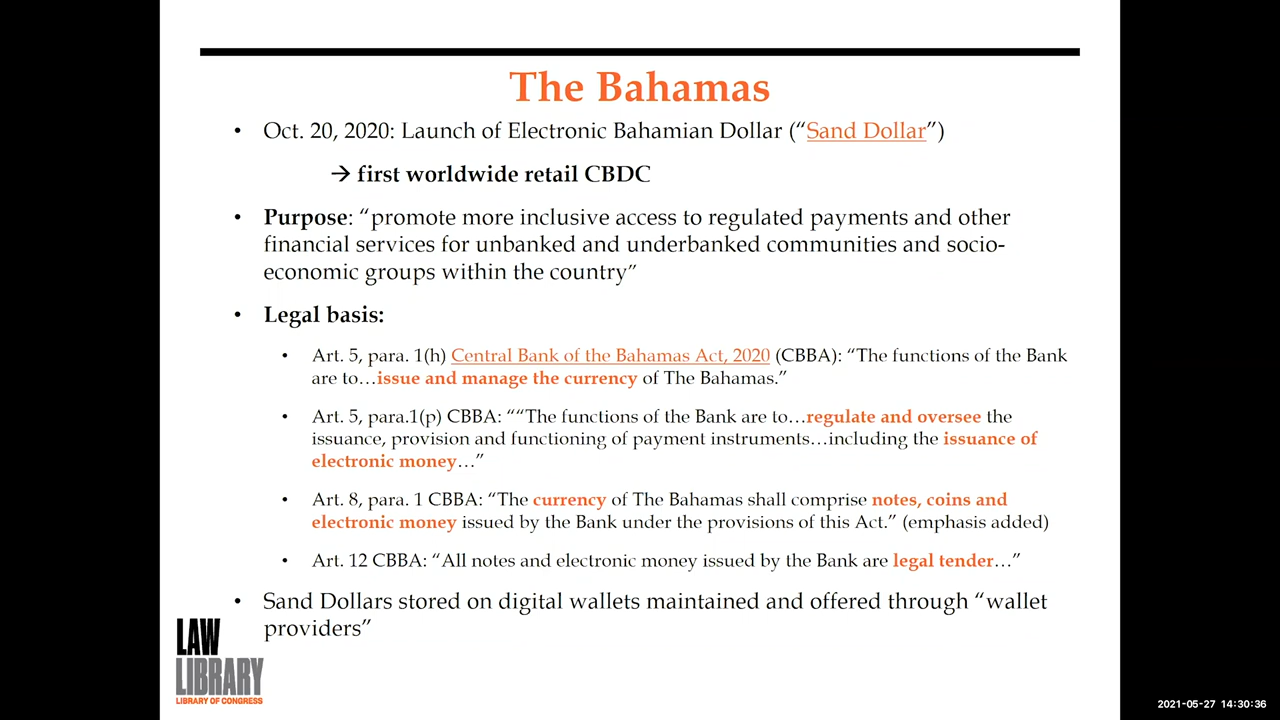 The Bahamas
• Oct. 20, 2020: Launch of Electronic Bahamian Dollar (“Sand Dollar”)
→ first worldwide retail CBDC
• Purpose: “promote more inclusive access to regulated payments and other
financial services for unbanked and underbanked communities and socio-
economic groups within the country”
• Legal basis:
• Art. 5, para. 1(h) Central Bank of the Bahamas Act, 2020 (CBBA): “The functions of the Bank
are to…issue and manage the currency of The Bahamas.”
• Art. 5, para.1(p) CBBA: ““The functions of the Bank are to…regulate and oversee the
issuance, provision and functioning of payment instruments…including the issuance of
electronic money…”
• Art. 8, para. 1 CBBA: “The currency of The Bahamas shall comprise notes, coins and
electronic money issued by the Bank under the provisions of this Act.” (emphasis added)
• Art. 12 CBBA: “All notes and electronic money issued by the Bank are legal tender…”
• Sand Dollars stored on digital wallets maintained and offered through “wallet
providers”
LAW
LIBRARY
LIBRARY OF CONGRESS
2021-05-27 14:30:36